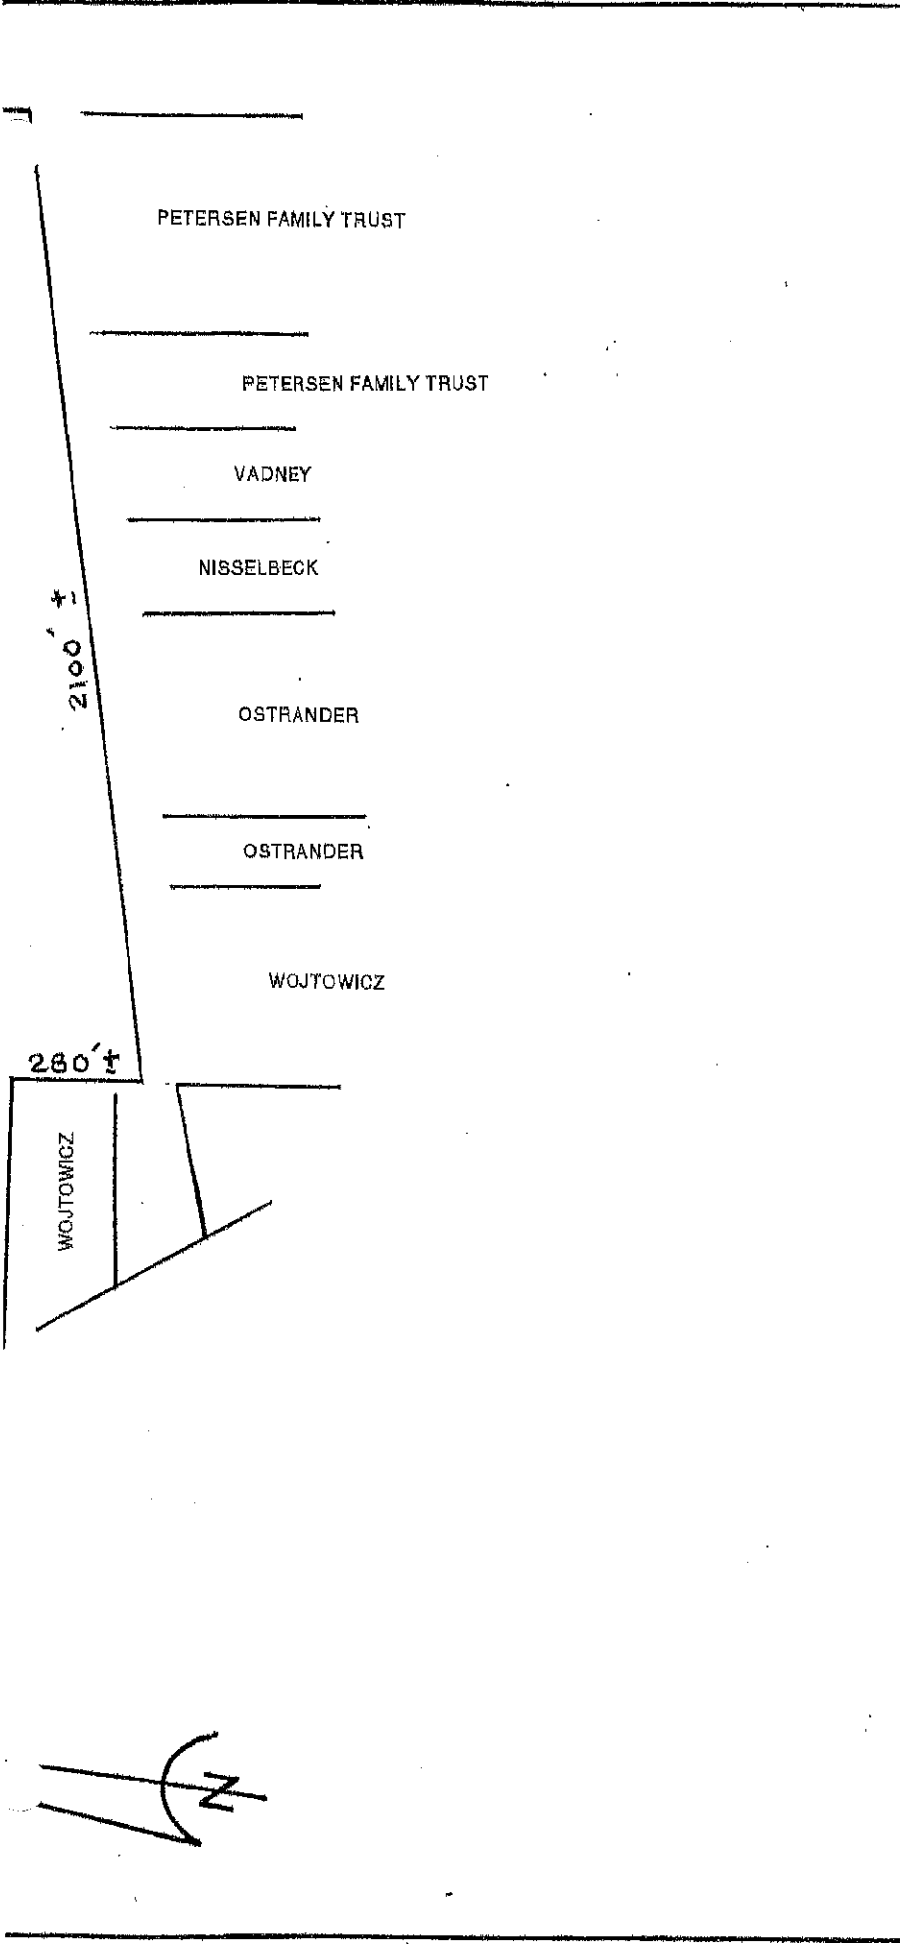 PETERSEN FAMILY TRUST
PETERSEN FAMILY TRUST
VADNEY
NISSELBECK
2100' ±
OSTRANDER
OSTRANDER
WOJTOWICZ
280' ±
WOJTOWICZ
N